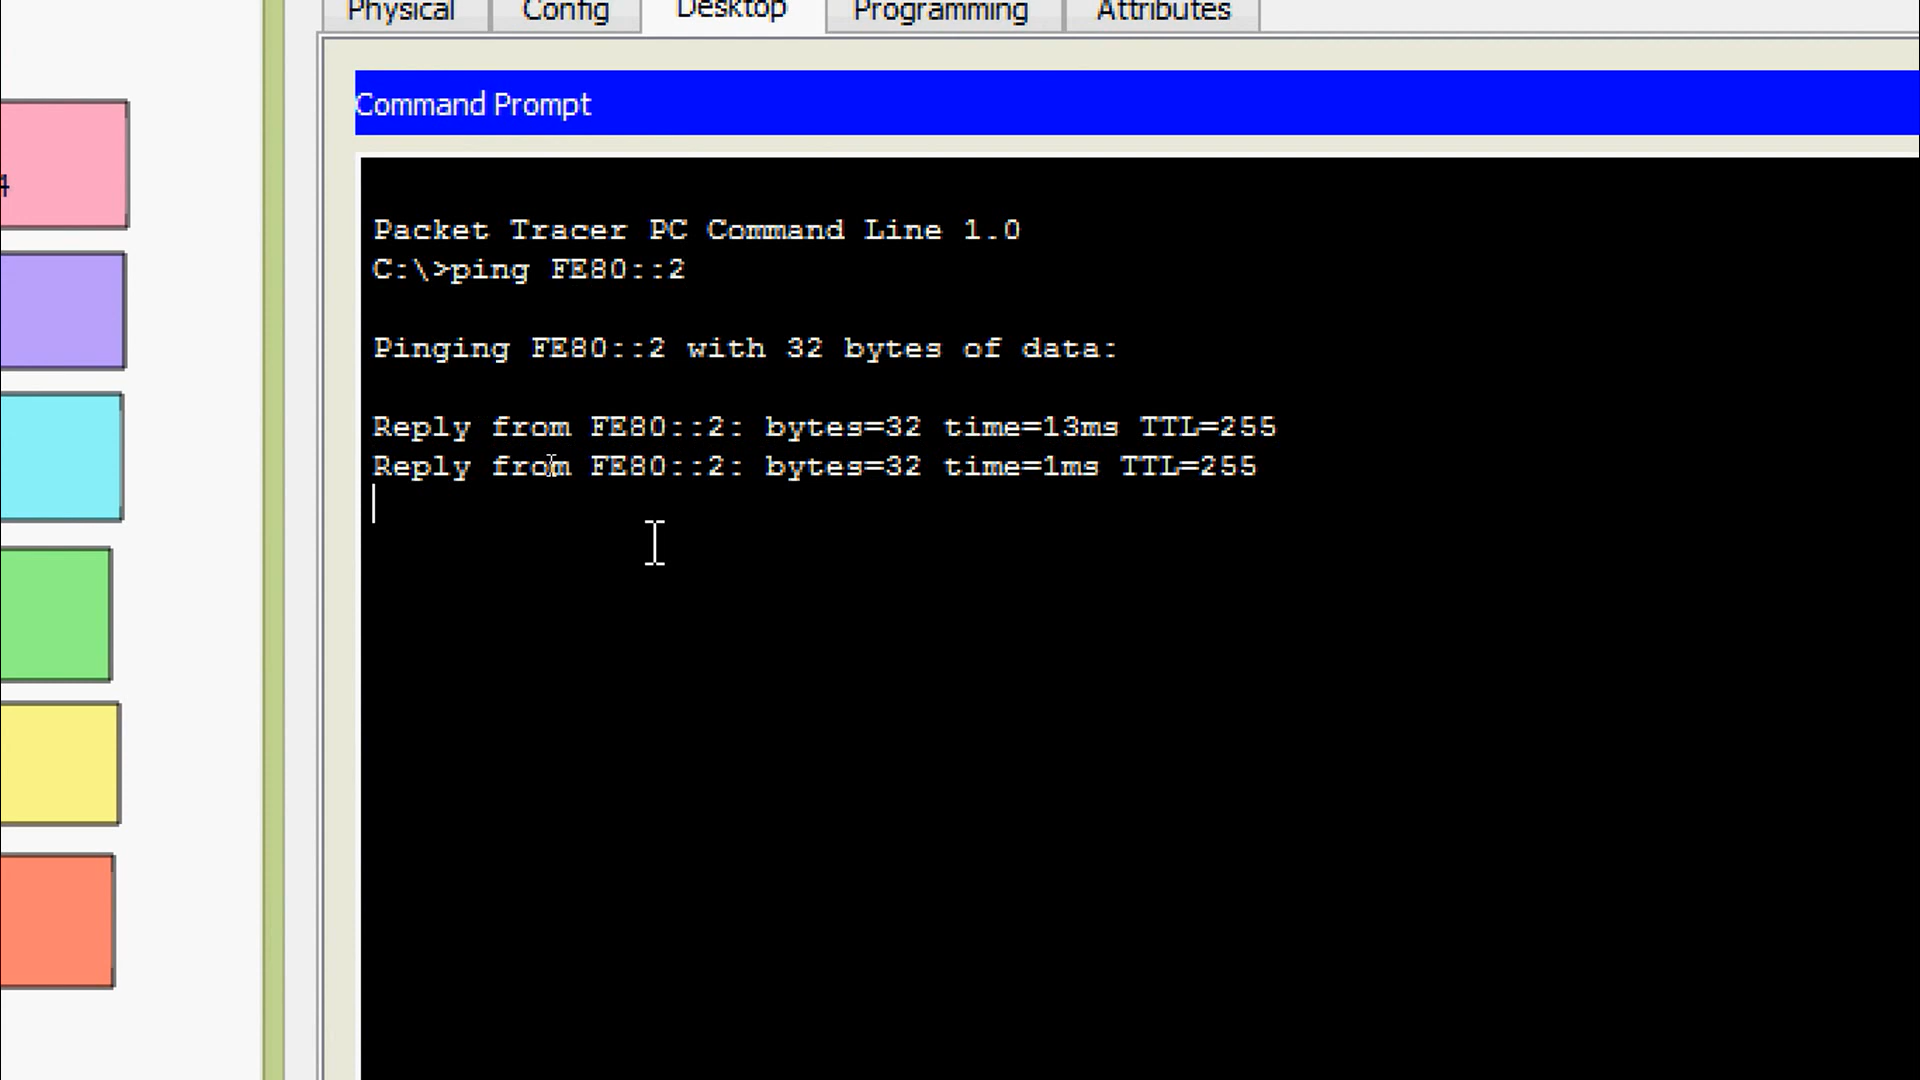 Physical Config Desktop Programming Attributes
Command Prompt
4
Packet Tracer PC Command Line 1.0
C:\>ping FE80::2
Pinging FE80::2 with 32 bytes of data:
Reply from FE80::2: bytes=32 time=13ms TTL=255
Reply from FE80::2: bytes=32 time=1ms TTL=255